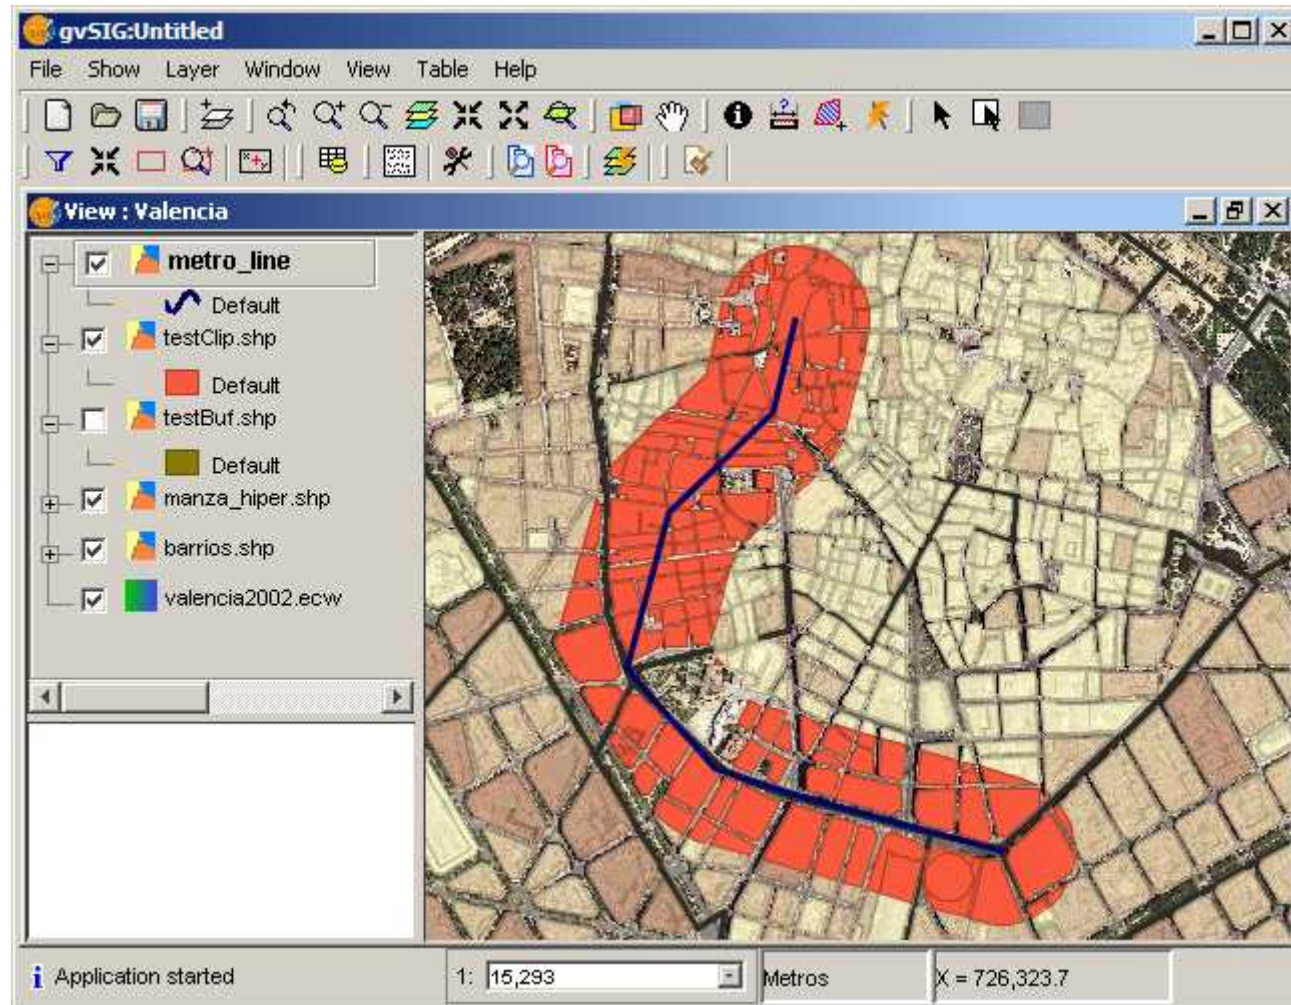 gvSIG:Untitled
File Show Layer Window View Table Help
View : Valencia
metro_line
Default
testClip.shp
Default
testBuf.shp
Default
manza_hiper.shp
barrios.shp
valencia2002.ecw
Application started 1: 15,293 Metros X = 726,323.7